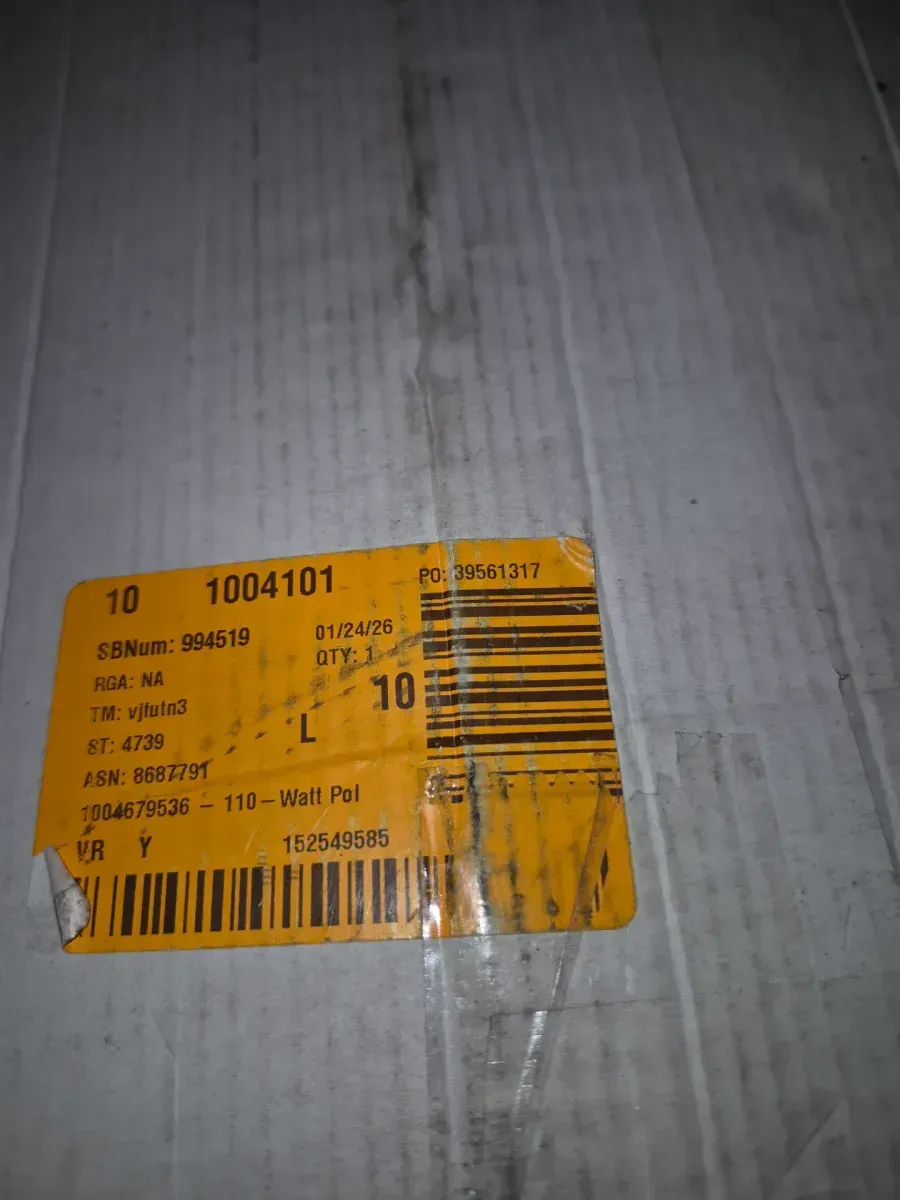 10 1004101
PO: 39561317
SBNum: 994519
01/24/26
RGA: NA
QTY: 1
TM: vjfutn3
10
ST: 4739
L
ASN: 8687791
1004679536 - 110-Watt Pol
VR Y 152549585